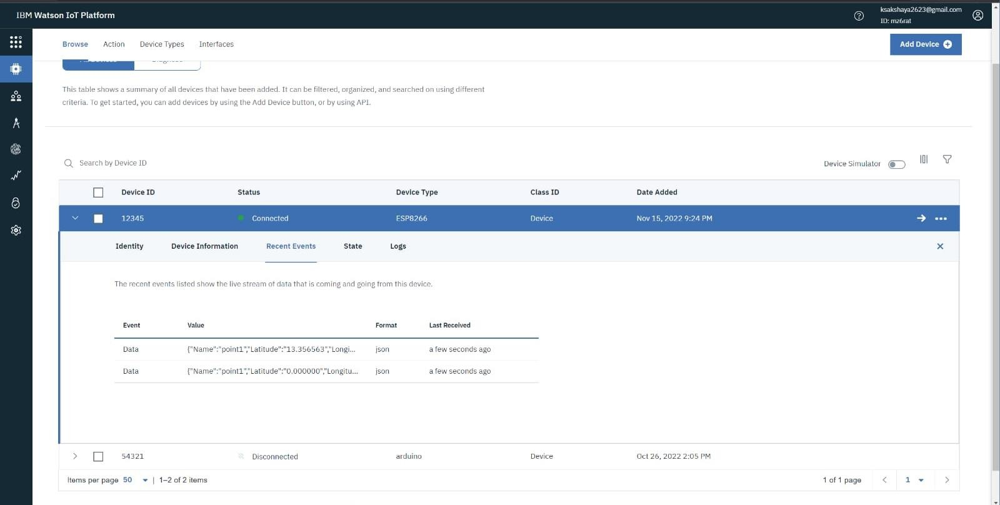 IBM Watson IoT Platform
ksakshaya2623@gmail.com
ID: mz6rat
Browse Action Device Types Interfaces
Add Device
This table shows a summary of all devices that have been added. It can be filtered, organized, and searched on using different
criteria. To get started, you can add devices by using the Add Device button, or by using API.
Search by Device ID
Device Simulator
Device ID Status Device Type Class ID Date Added
12345 Connected ESP8266 Device Nov 15, 2022 9:24 PM
Identity Device Information Recent Events State Logs
The recent events listed show the live stream of data that is coming and going from this device.
Event Value Format Last Received
Data {"Name":"point1","Latitude":"13.356563","Longi... json a few seconds ago
Data {"Name":"point1","Latitude":"0.000000","Longitu... json a few seconds ago
54321 Disconnected arduino Device Oct 26, 2022 2:05 PM
Items per page 50 | 1–2 of 2 items
1 of 1 page 1